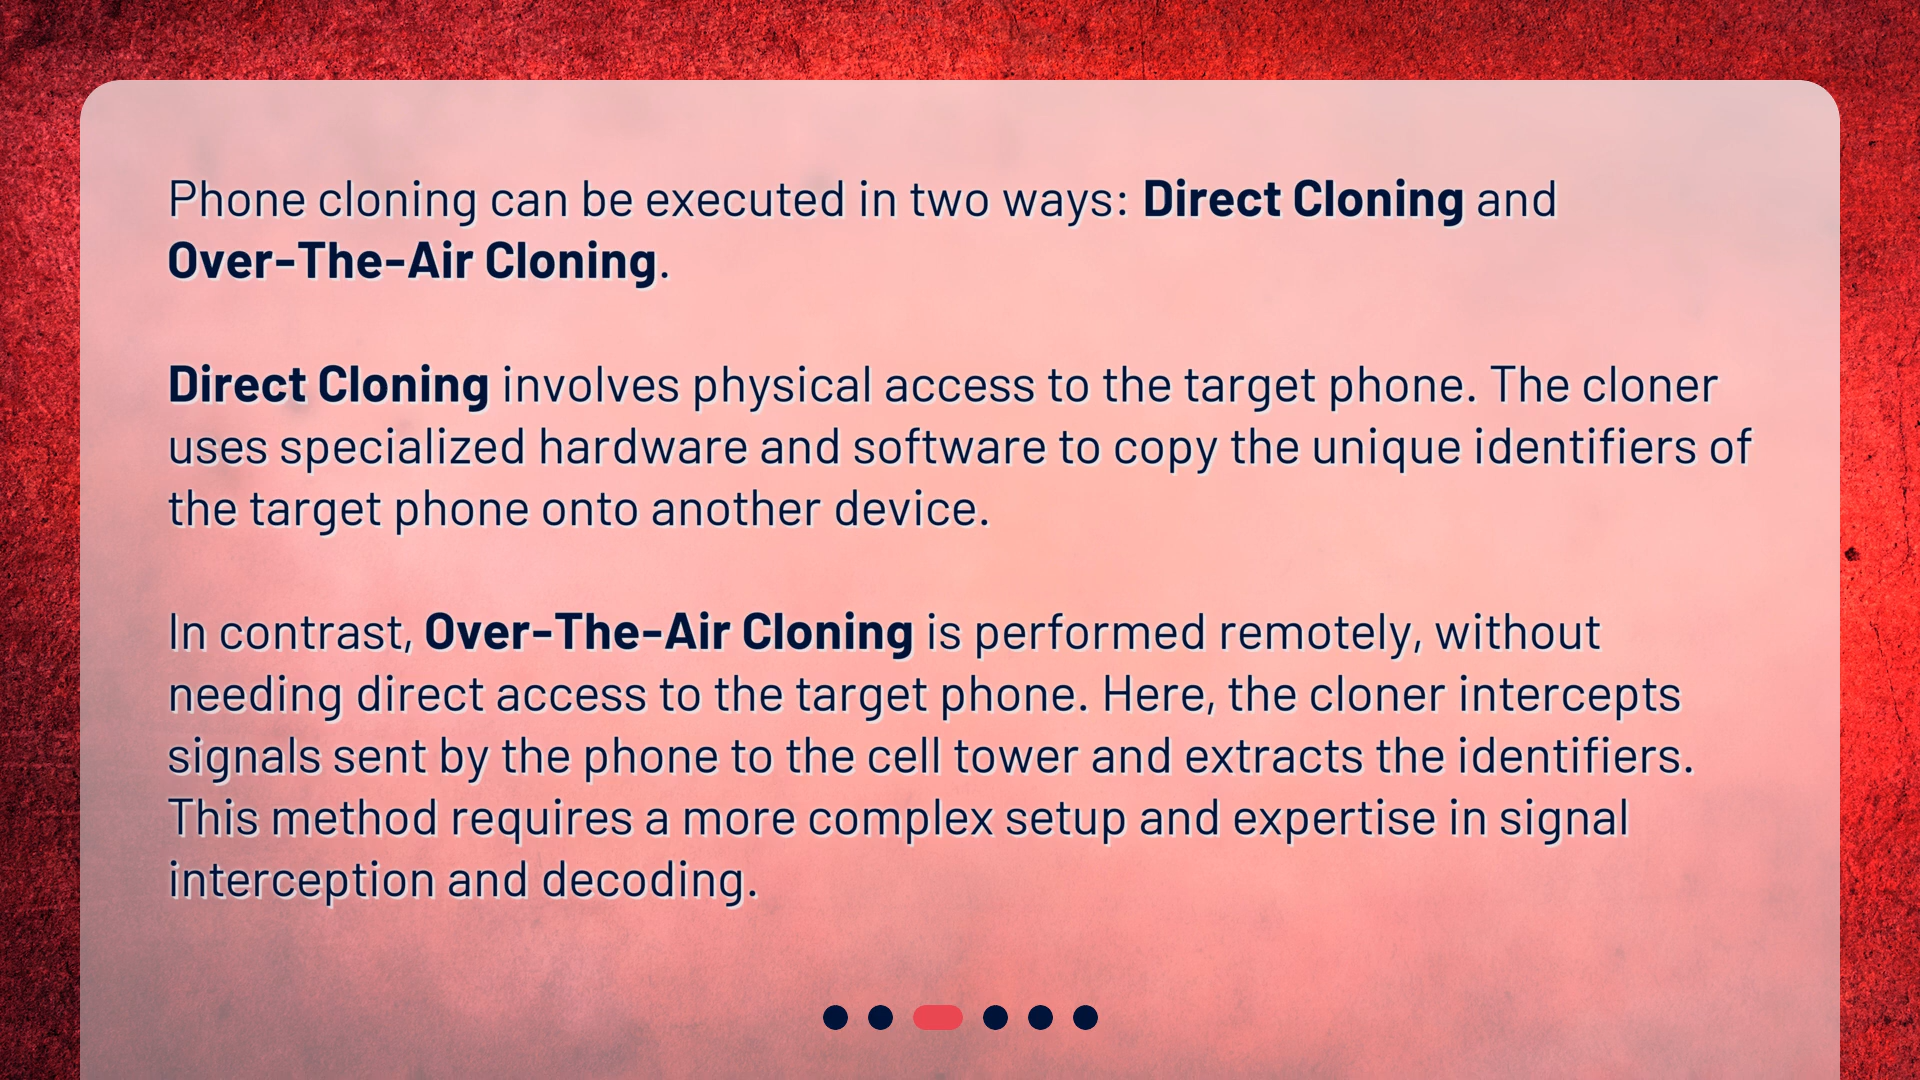 Phone cloning can be executed in two ways: Direct Cloning and
Over-The-Air Cloning.
Direct Cloning involves physical access to the target phone. The cloner
uses specialized hardware and software to copy the unique identifiers of
the target phone onto another device.
In contrast, Over-The-Air Cloning is performed remotely, without
needing direct access to the target phone. Here, the cloner intercepts
signals sent by the phone to the cell tower and extracts the identifiers.
This method requires a more complex setup and expertise in signal
interception and decoding.